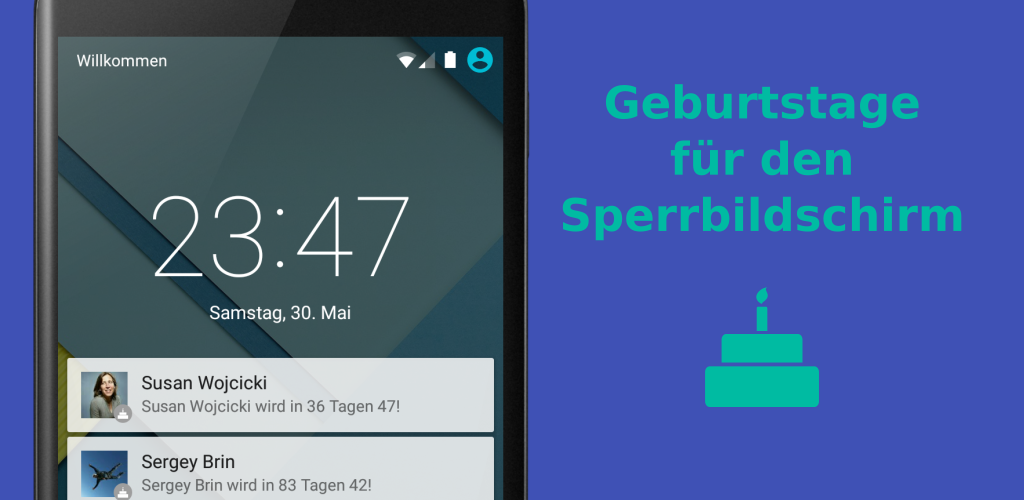 Willkommen
23:47
Samstag, 30. Mai
Susan Wojcicki
Susan Wojcicki wird in 36 Tagen 47!
Sergey Brin
Sergey Brin wird in 83 Tagen 42!
Geburtstage
für den
Sperrbildschirm